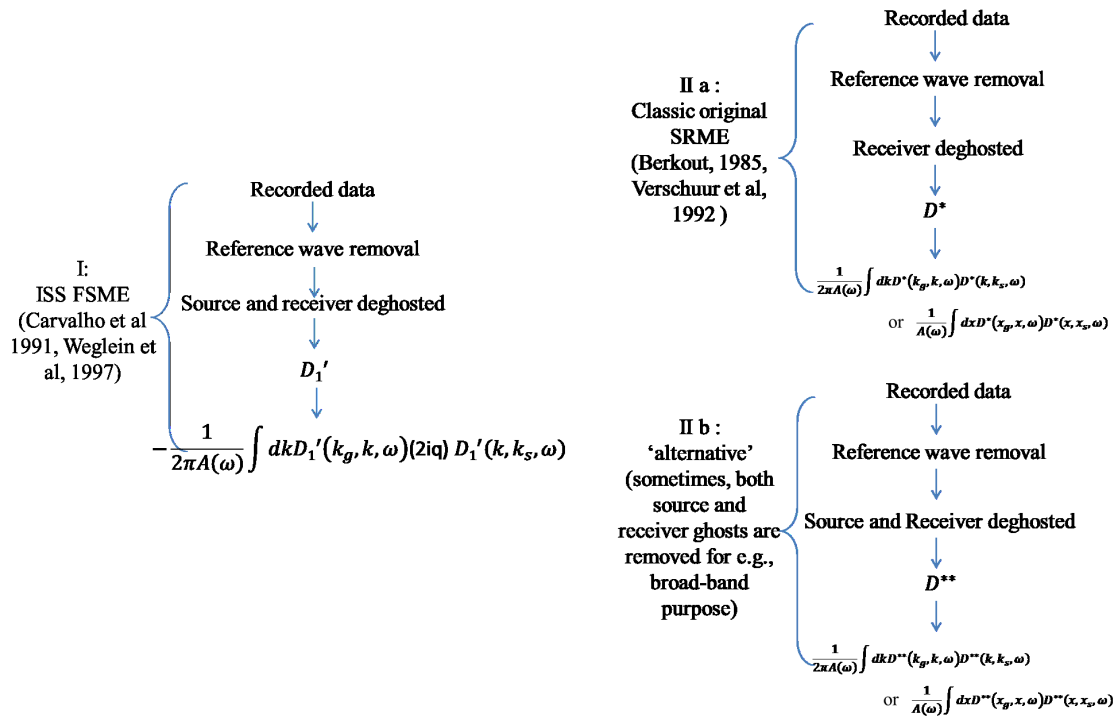 I:
ISS FSME
(Carvalho et al
1991, Weglein et
al, 1997)
Recorded data
Reference wave removal
Source and receiver deghosted
D₁′
−1/(2πA(ω)) ∫ dkD₁′(k_g, k, ω)(2iq) D₁′(k, k_s, ω)
II a :
Classic original
SRME
(Berkout, 1985,
Verschuur et al,
1992 )
Recorded data
Reference wave removal
Receiver deghosted
D*
1/(2πA(ω)) ∫ dkD*(k_g, k, ω)D*(k, k_s, ω)
or 1/A(ω) ∫ dxD*(x_g, x, ω)D*(x, x_s, ω)
II b :
‘alternative’
(sometimes, both
source and
receiver ghosts are
removed for e.g.,
broad-band
purpose)
Recorded data
Reference wave removal
Source and Receiver deghosted
D**
1/(2πA(ω)) ∫ dkD**(k_g, k, ω)D**(k, k_s, ω)
or 1/A(ω) ∫ dxD**(x_g, x, ω)D**(x, x_s, ω)